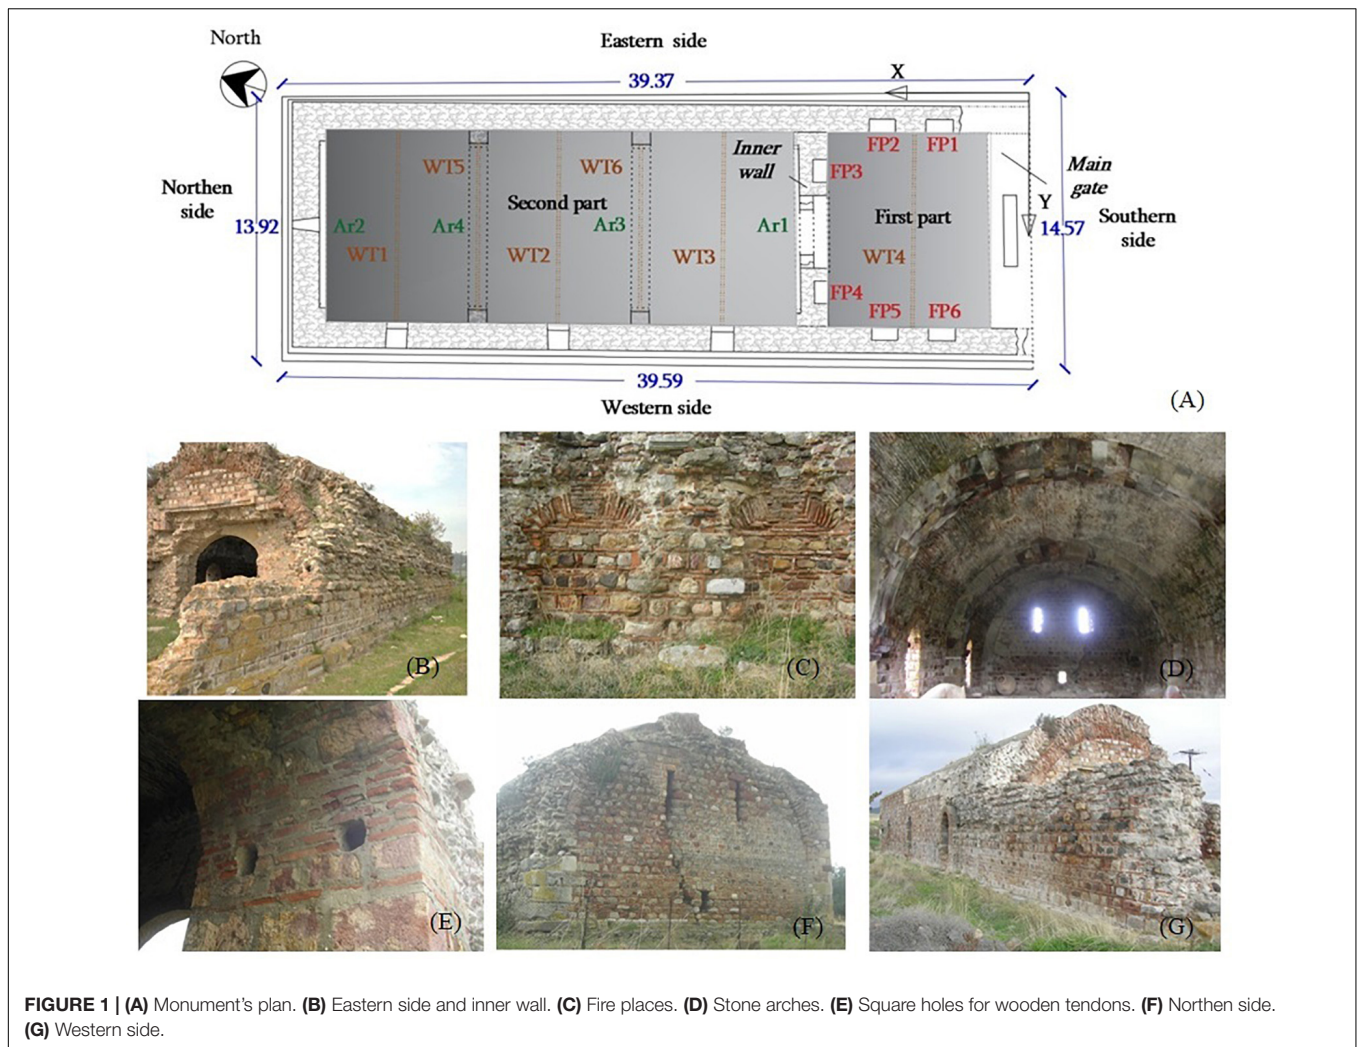 North
Eastern side
39.37
X
WT5
WT6
Inner
wall
FP2
FP1
FP3
Main
gate
Northen
side
Second part
First part
Y
Southern
side
13.92
Ar2
Ar4
Ar3
Ar1
14.57
WT1
WT2
WT3
WT4
FP4
FP5
FP6
39.59
Western side
(A)
(B)
(C)
(D)
(E)
(F)
(G)
FIGURE 1 | (A) Monument's plan. (B) Eastern side and inner wall. (C) Fire places. (D) Stone arches. (E) Square holes for wooden tendons. (F) Northen side.
(G) Western side.